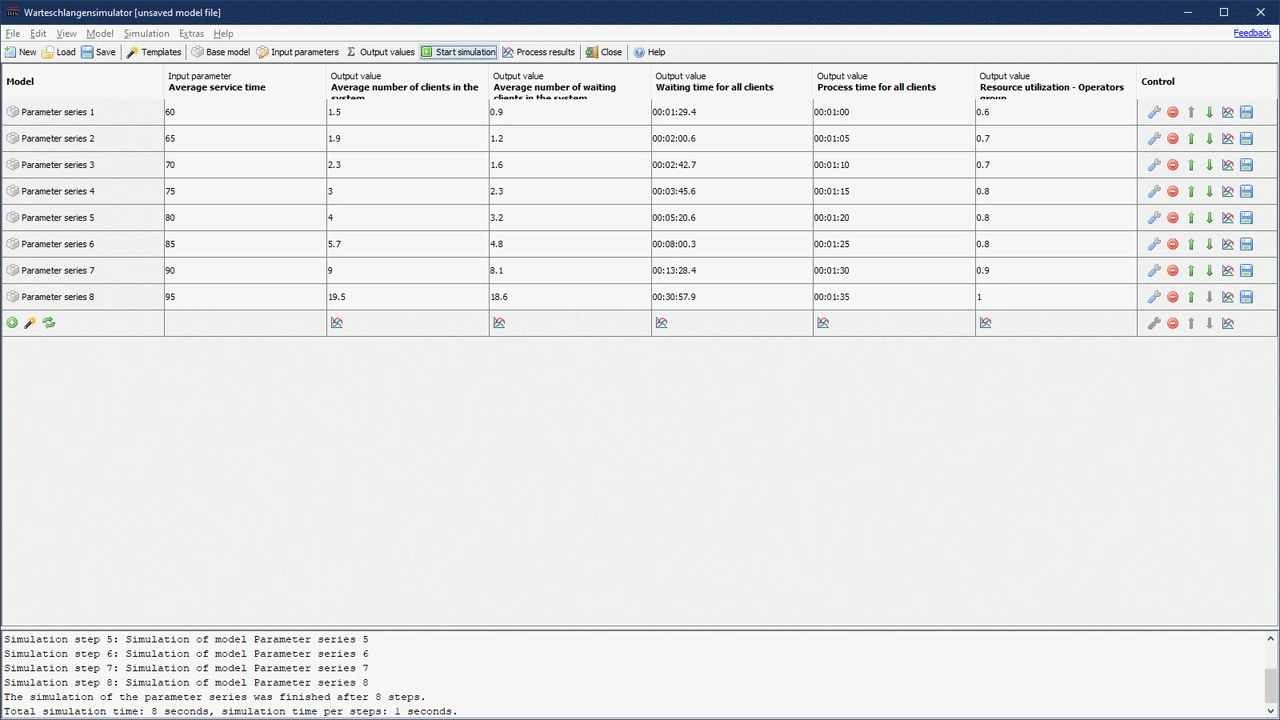 Warteschlangensimulator [unsaved model file]
File Edit View Model Simulation Extras Help Feedback
New Load Save Templates Base model Input parameters Σ Output values Start simulation Process results Close Help
Model Input parameter Output value Output value Output value Output value Output value Control
Average service time Average number of clients in the system Average number of waiting clients in the system Waiting time for all clients Process time for all clients Resource utilization - Operators group
Parameter series 1 60 1.5 0.9 00:01:29.4 00:01:00 0.6
Parameter series 2 65 1.9 1.2 00:02:00.6 00:01:05 0.7
Parameter series 3 70 2.3 1.6 00:02:42.7 00:01:10 0.7
Parameter series 4 75 3 2.3 00:03:45.6 00:01:15 0.8
Parameter series 5 80 4 3.2 00:05:20.6 00:01:20 0.8
Parameter series 6 85 5.7 4.8 00:08:00.3 00:01:25 0.8
Parameter series 7 90 9 8.1 00:13:28.4 00:01:30 0.9
Parameter series 8 95 19.5 18.6 00:30:57.9 00:01:35 1
Simulation step 5: Simulation of model Parameter series 5
Simulation step 6: Simulation of model Parameter series 6
Simulation step 7: Simulation of model Parameter series 7
Simulation step 8: Simulation of model Parameter series 8
The simulation of the parameter series was finished after 8 steps.
Total simulation time: 8 seconds, simulation time per steps: 1 seconds.